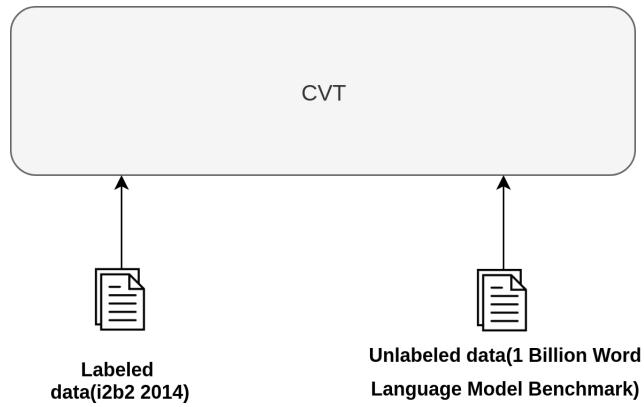 CVT
Labeled
data(i2b2 2014)
Unlabeled data(1 Billion Word
Language Model Benchmark)